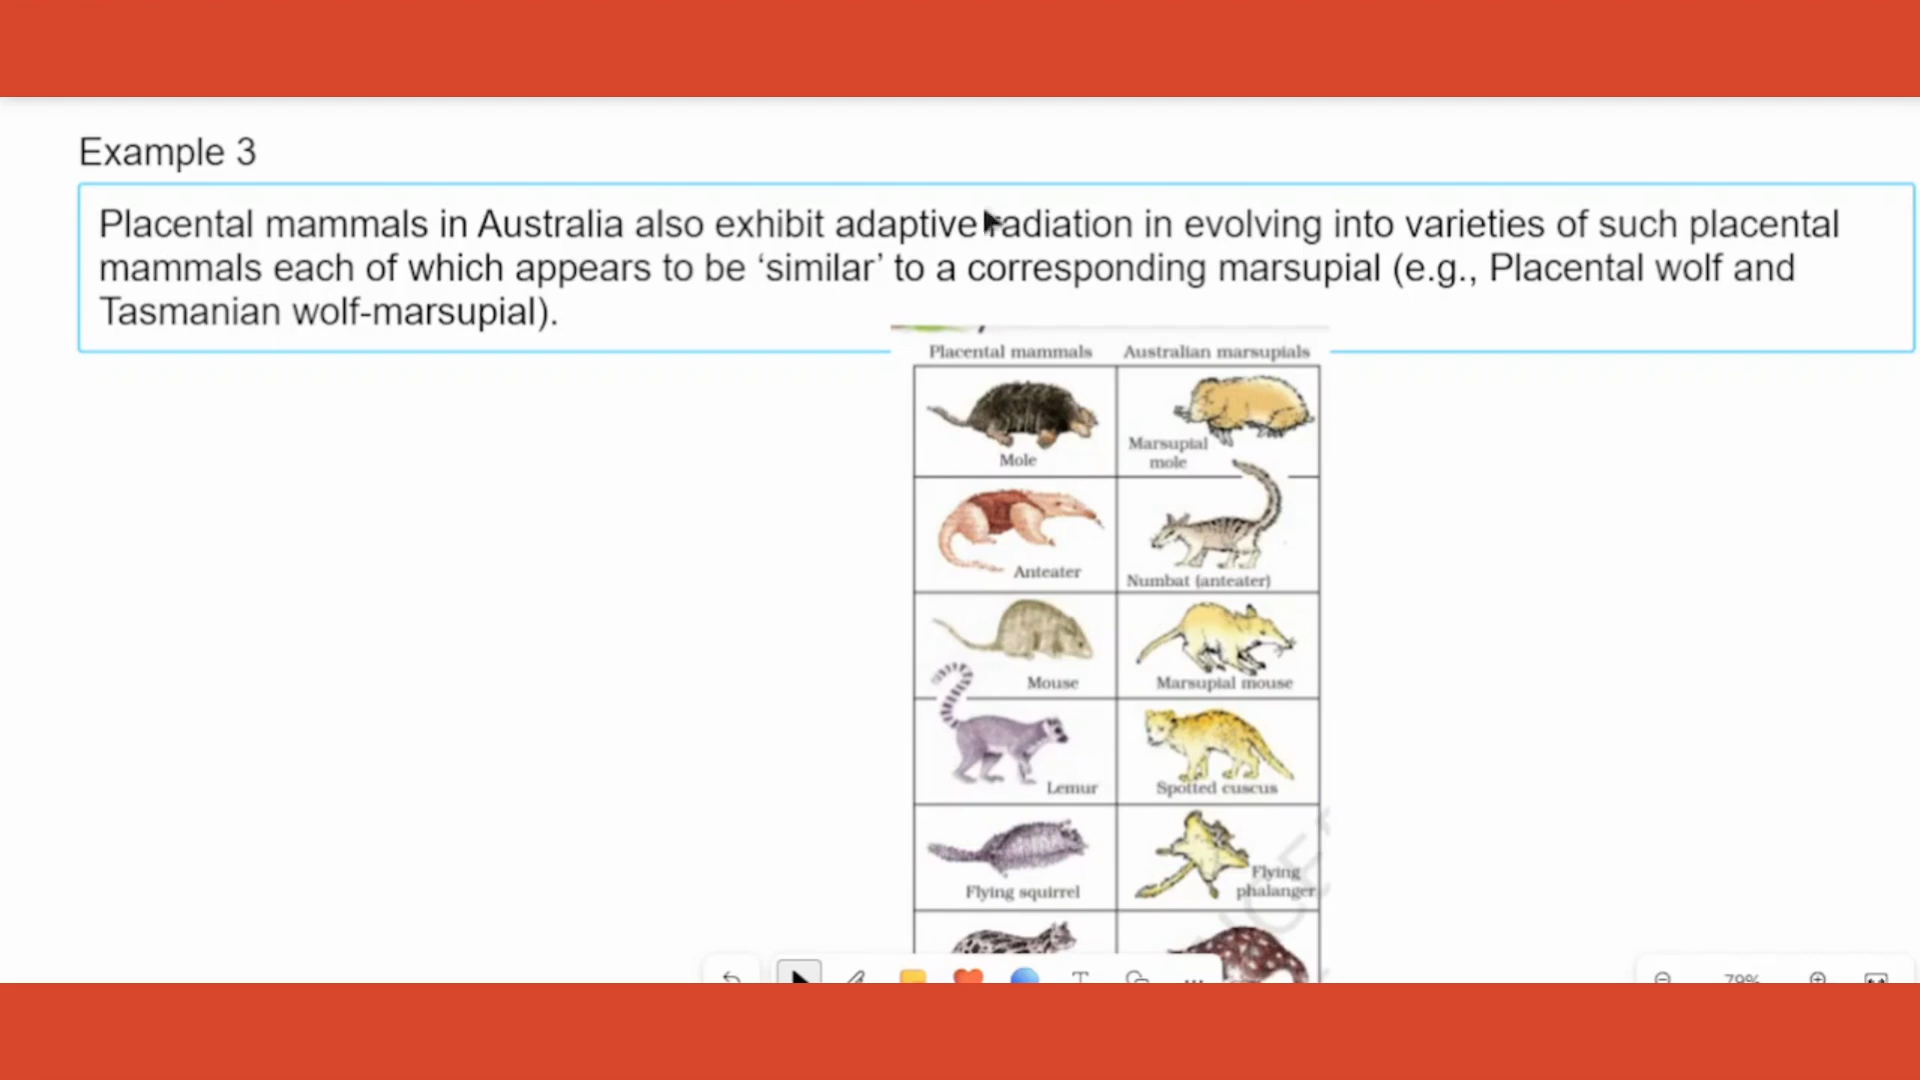 Example 3
Placental mammals in Australia also exhibit adaptive radiation in evolving into varieties of such placental
mammals each of which appears to be ‘similar’ to a corresponding marsupial (e.g., Placental wolf and
Tasmanian wolf-marsupial).
Placental mammals Australian marsupials
Mole
Marsupial
mole
Anteater
Numbat (anteater)
Mouse
Marsupial mouse
Lemur
Spotted cuscus
Flying squirrel
Flying
phalanger
79%